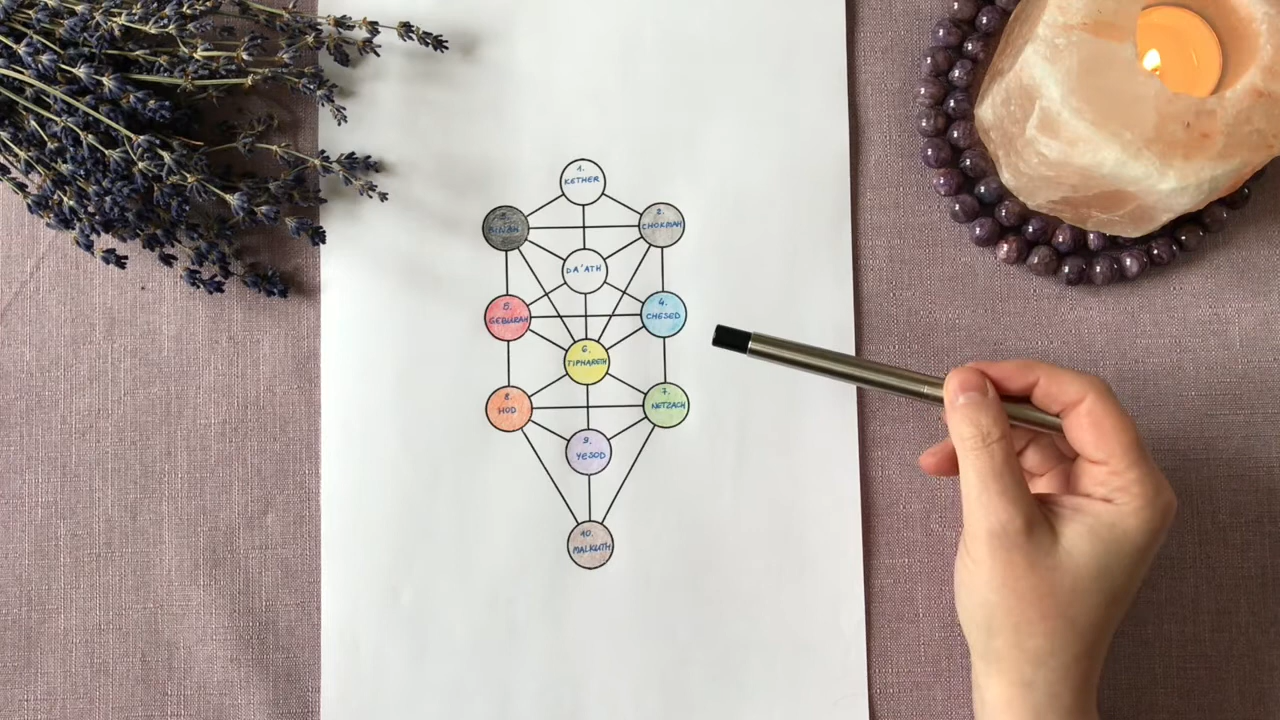 1.
KETHER
3.
BINAH
2.
CHOKMAH
DA'ATH
5.
GEBURAH
4.
CHESED
6.
TIPHARETH
8.
HOD
7.
NETZACH
9.
YESOD
10.
MALKUTH